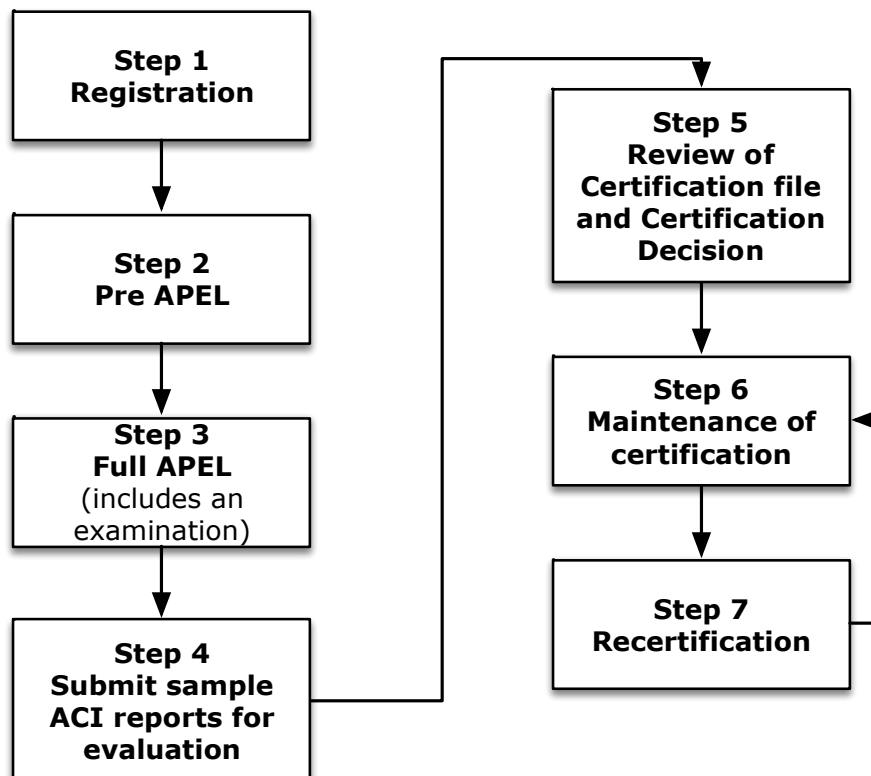 Step 1
Registration
Step 2
Pre APEL
Step 3
Full APEL
(includes an
examination)
Step 4
Submit sample
ACI reports for
evaluation
Step 5
Review of
Certification file
and Certification
Decision
Step 6
Maintenance of
certification
Step 7
Recertification